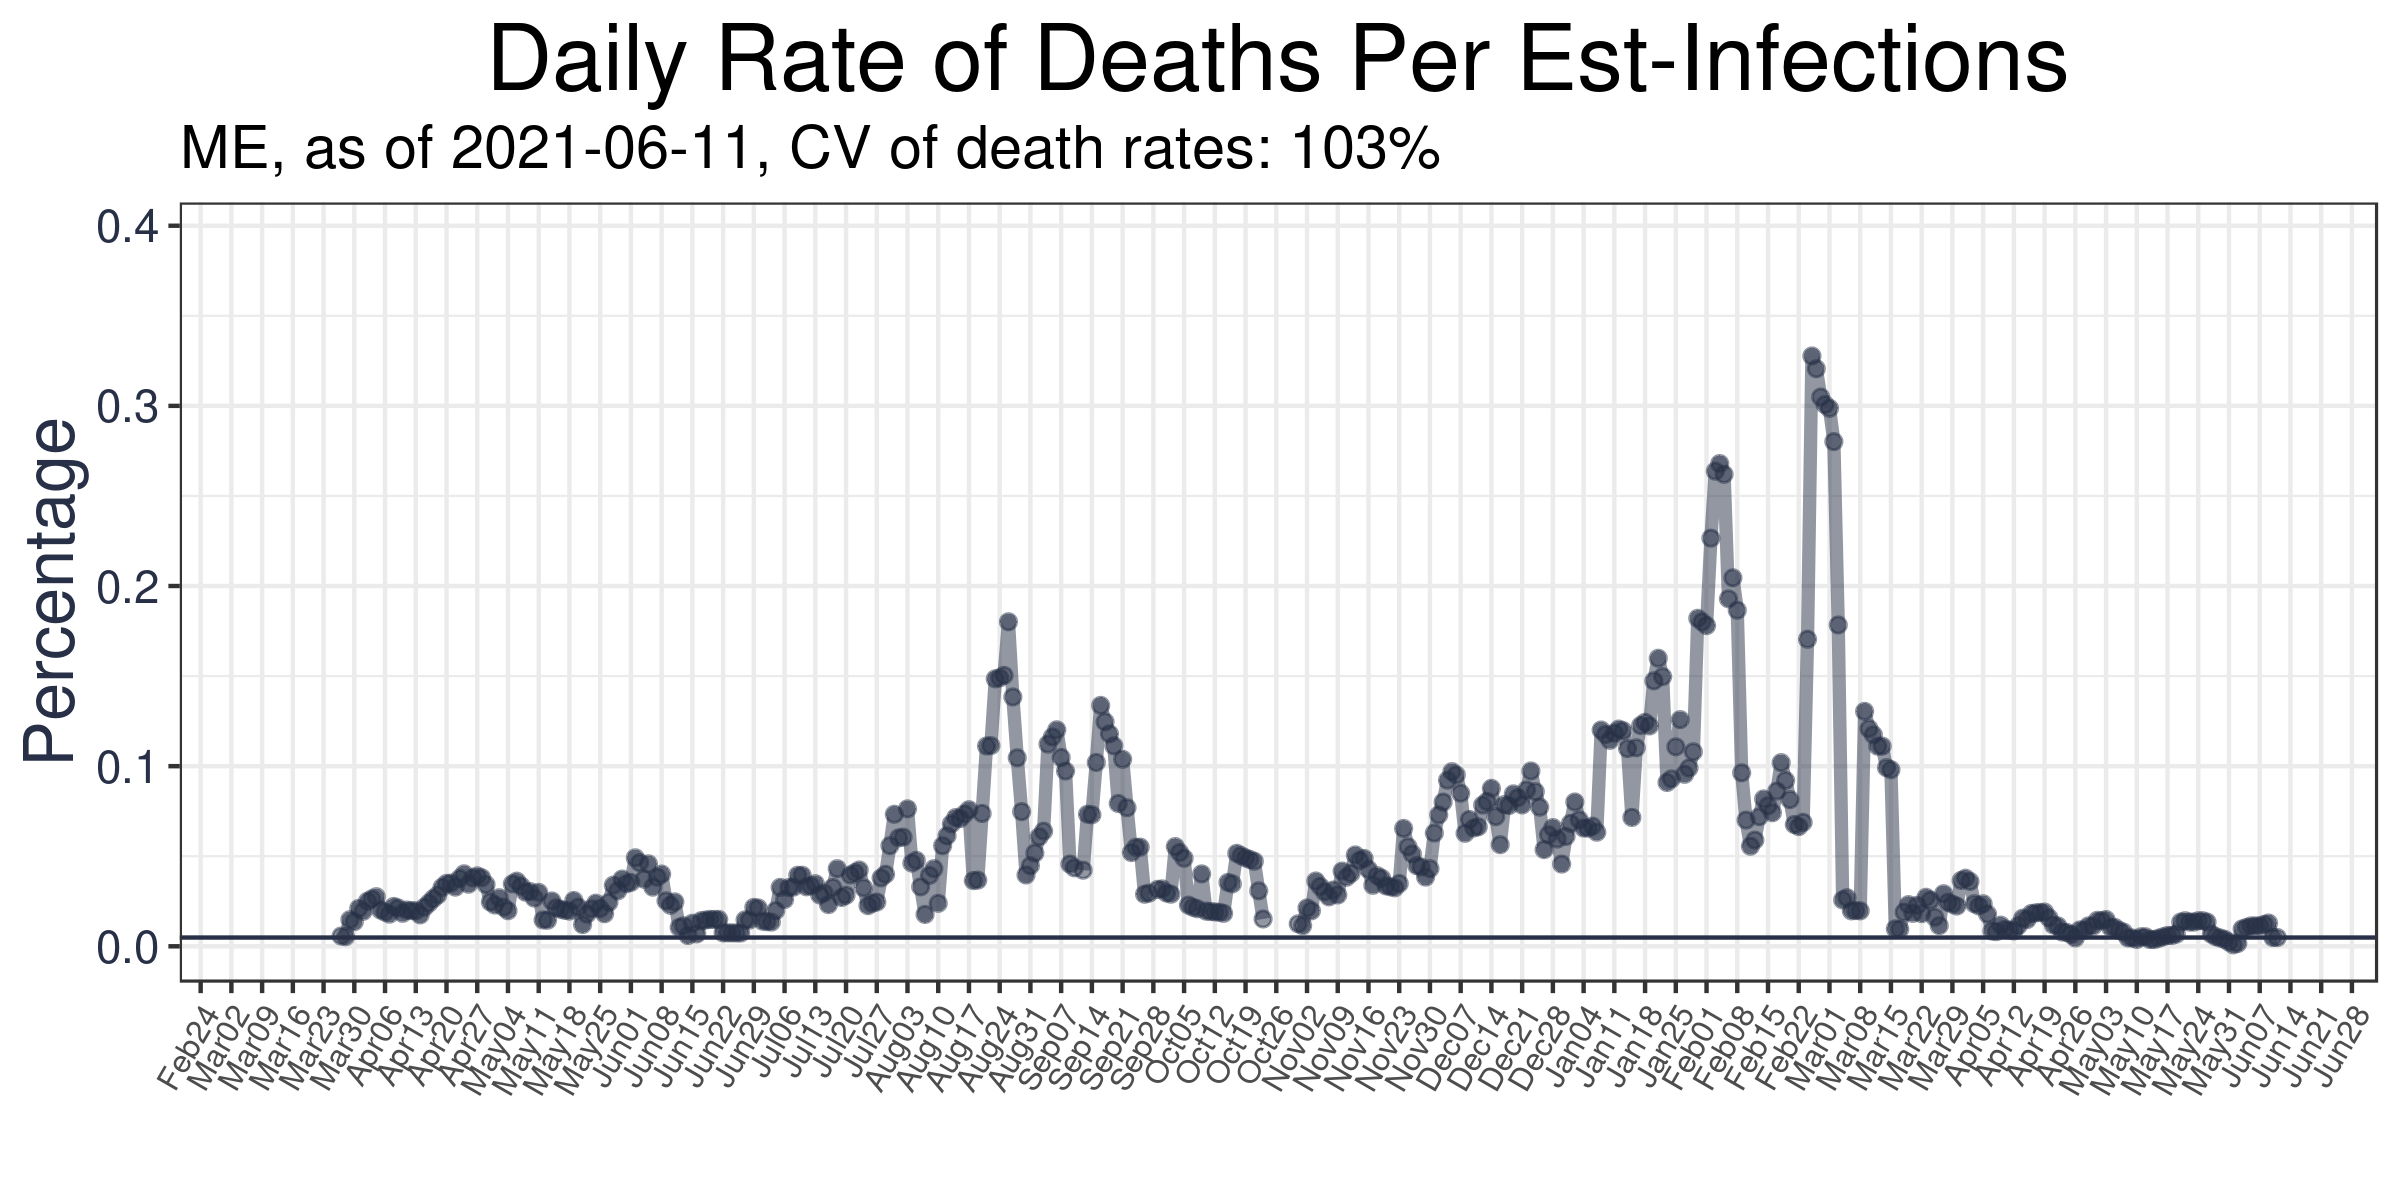 Daily Rate of Deaths Per Est-Infections
ME, as of 2021-06-11, CV of death rates: 103%
Percentage
0.4
0.3
0.2
0.1
0.0
Feb24 Mar02 Mar09 Mar16 Mar23 Mar30 Apr06 Apr13 Apr20 Apr27 May04 May11 May18 May25 Jun01 Jun08 Jun15 Jun22 Jun29 Jul06 Jul13 Jul20 Jul27 Aug03 Aug10 Aug17 Aug24 Aug31 Sep07 Sep14 Sep21 Sep28 Oct05 Oct12 Oct19 Oct26 Nov02 Nov09 Nov16 Nov23 Nov30 Dec07 Dec14 Dec21 Dec28 Jan04 Jan11 Jan18 Jan25 Feb01 Feb08 Feb15 Feb22 Mar01 Mar08 Mar15 Mar22 Mar29 Apr05 Apr12 Apr19 Apr26 May03 May10 May17 May24 May31 Jun07 Jun14 Jun21 Jun28